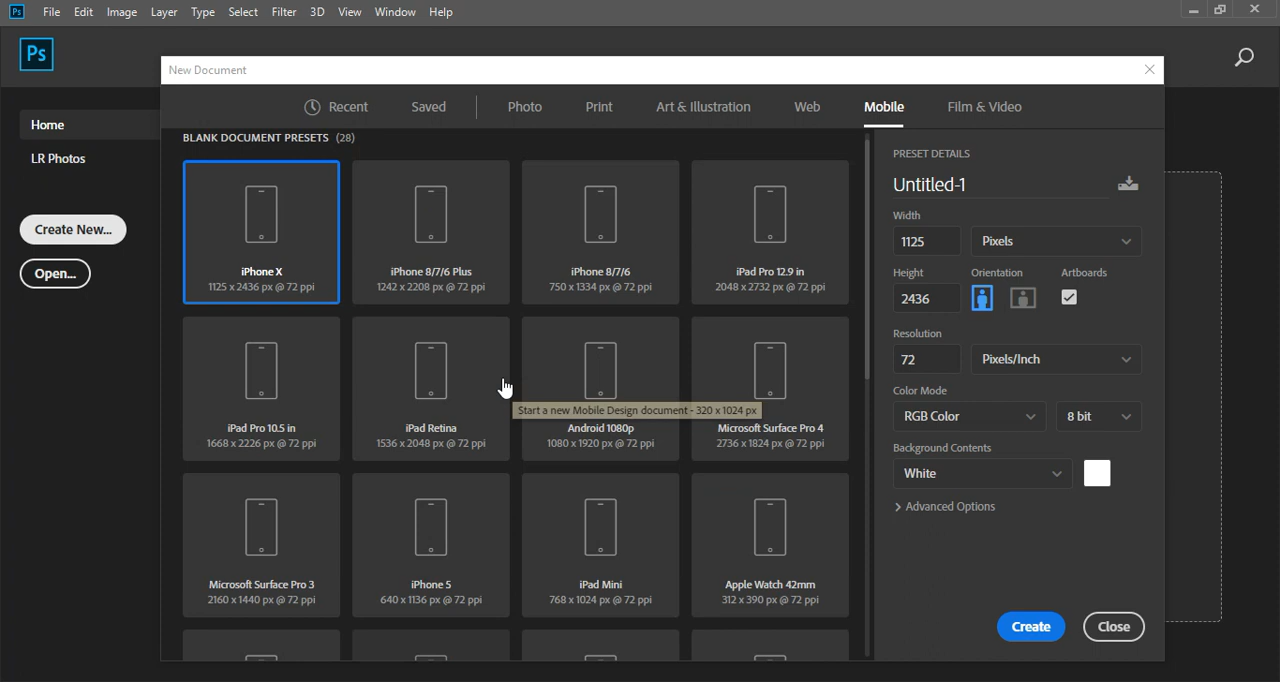 Ps File Edit Image Layer Type Select Filter 3D View Window Help
Ps
New Document
Recent Saved Photo Print Art & Illustration Web Mobile Film & Video
Home
LR Photos
Create New...
Open...
BLANK DOCUMENT PRESETS (28)
iPhone X
1125 x 2436 px @ 72 ppi
iPhone 8/7/6 Plus
1242 x 2208 px @ 72 ppi
iPhone 8/7/6
750 x 1334 px @ 72 ppi
iPad Pro 12.9 in
2048 x 2732 px @ 72 ppi
iPad Pro 10.5 in
1668 x 2226 px @ 72 ppi
iPad Retina
1536 x 2048 px @ 72 ppi
Start a new Mobile Design document - 320 x 1024 px
Android 1080p
1080 x 1920 px @ 72 ppi
Microsoft Surface Pro 4
2736 x 1824 px @ 72 ppi
Microsoft Surface Pro 3
2160 x 1440 px @ 72 ppi
iPhone 5
640 x 1136 px @ 72 ppi
iPad Mini
768 x 1024 px @ 72 ppi
Apple Watch 42mm
312 x 390 px @ 72 ppi
PRESET DETAILS
Untitled-1
Width
1125 Pixels
Height Orientation Artboards
2436
Resolution
72 Pixels/Inch
Color Mode
RGB Color 8 bit
Background Contents
White
Advanced Options
Create Close